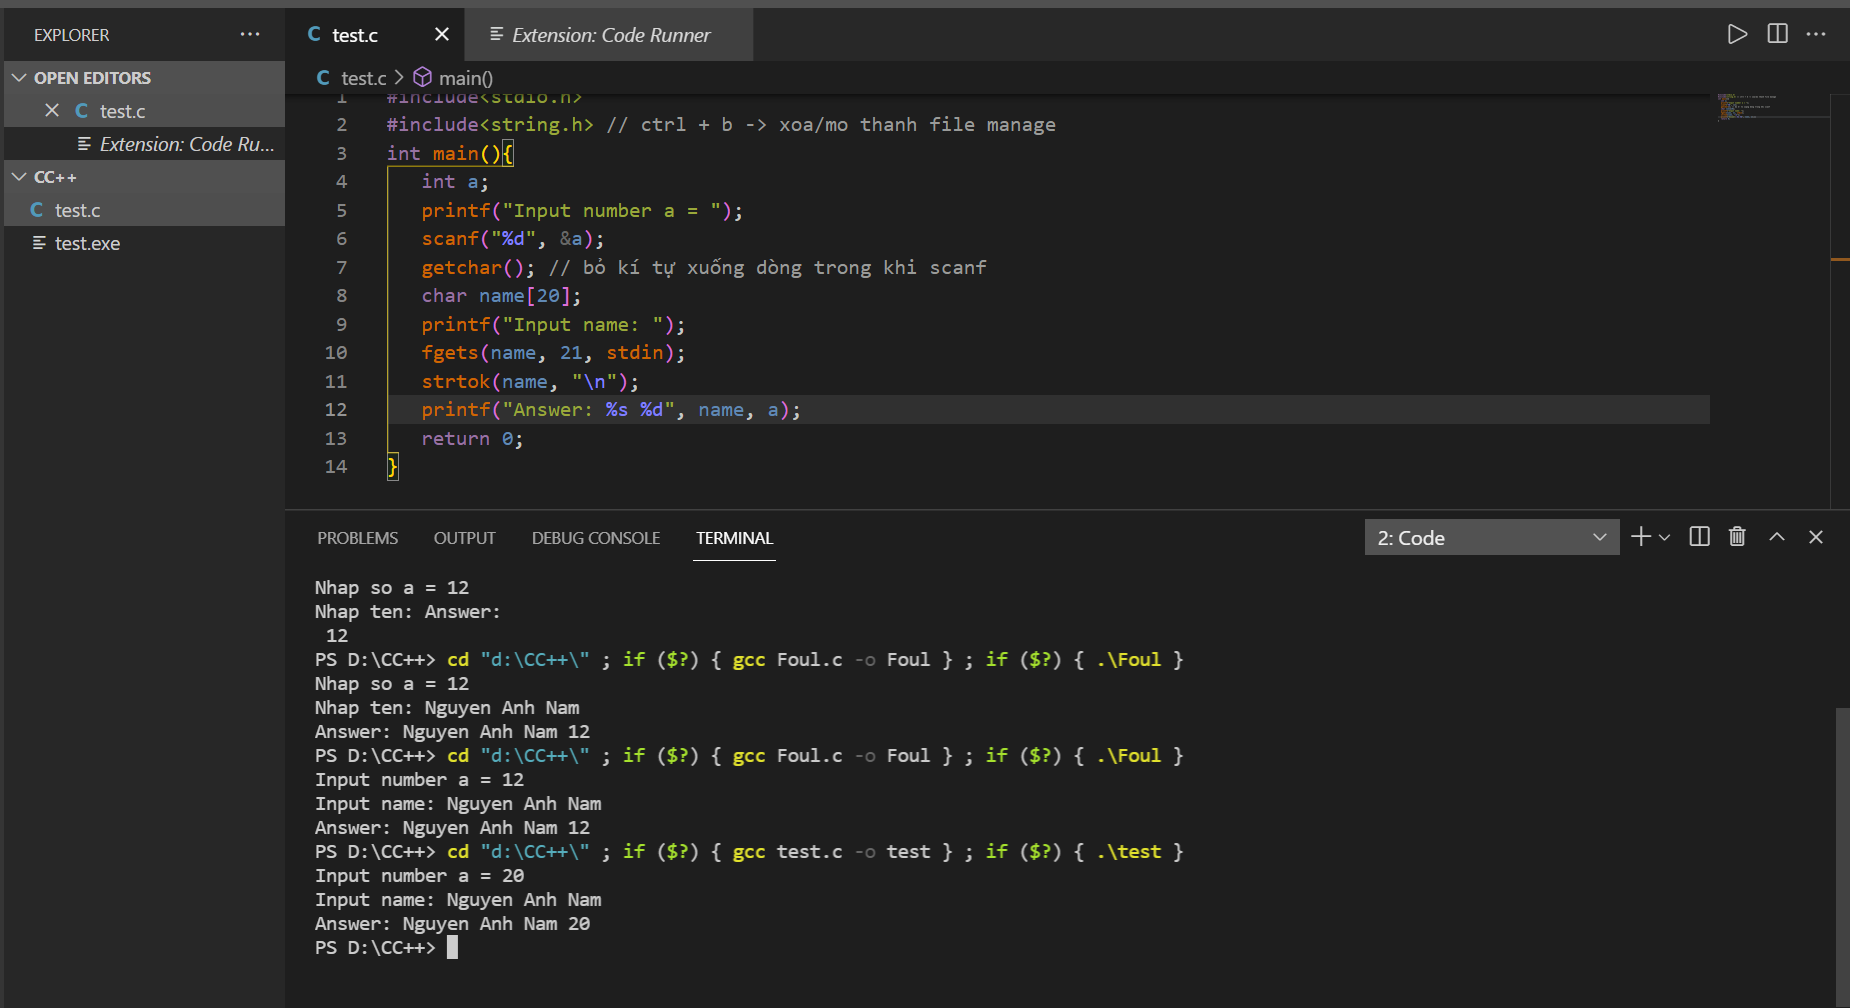 EXPLORER ···
OPEN EDITORS
C test.c
Extension: Code Ru...
CC++
C test.c
test.exe
C test.c
Extension: Code Runner
C test.c > main()
1 #include<stdio.h>
2 #include<string.h> // ctrl + b -> xoa/mo thanh file manage
3 int main(){
4 int a;
5 printf("Input number a = ");
6 scanf("%d", &a);
7 getchar(); // bỏ kí tự xuống dòng trong khi scanf
8 char name[20];
9 printf("Input name: ");
10 fgets(name, 21, stdin);
11 strtok(name, "\n");
12 printf("Answer: %s %d", name, a);
13 return 0;
14 }
PROBLEMS OUTPUT DEBUG CONSOLE TERMINAL 2: Code
Nhap so a = 12
Nhap ten: Answer:
 12
PS D:\CC++> cd "d:\CC++\" ; if ($?) { gcc Foul.c -o Foul } ; if ($?) { .\Foul }
Nhap so a = 12
Nhap ten: Nguyen Anh Nam
Answer: Nguyen Anh Nam 12
PS D:\CC++> cd "d:\CC++\" ; if ($?) { gcc Foul.c -o Foul } ; if ($?) { .\Foul }
Input number a = 12
Input name: Nguyen Anh Nam
Answer: Nguyen Anh Nam 12
PS D:\CC++> cd "d:\CC++\" ; if ($?) { gcc test.c -o test } ; if ($?) { .\test }
Input number a = 20
Input name: Nguyen Anh Nam
Answer: Nguyen Anh Nam 20
PS D:\CC++>